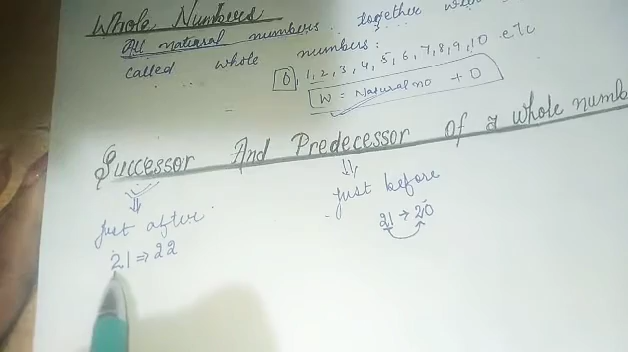 Whole Numbers
All natural numbers together with
called whole numbers:
0, 1, 2, 3, 4, 5, 6, 7, 8, 9, 10 etc
W = Natural no + 0
Successor And Predecessor of a whole numb
Just after
21 ⇒ 22
Just before
21 → 20